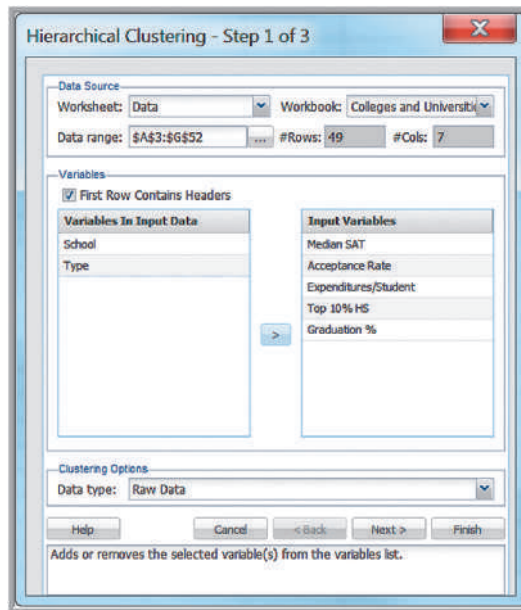 Hierarchical Clustering - Step 1 of 3
X
Data Source
Worksheet: Data Workbook: Colleges and Universiti
Data range: $A$3:$G$52 ... #Rows: 49 #Cols: 7
Variables
First Row Contains Headers
Variables In Input Data Input Variables
School Median SAT
Type Acceptance Rate
Expenditures/Student
Top 10% HS
> Graduation %
Clustering Options
Data type: Raw Data
Help Cancel < Back Next > Finish
Adds or removes the selected variable(s) from the variables list.